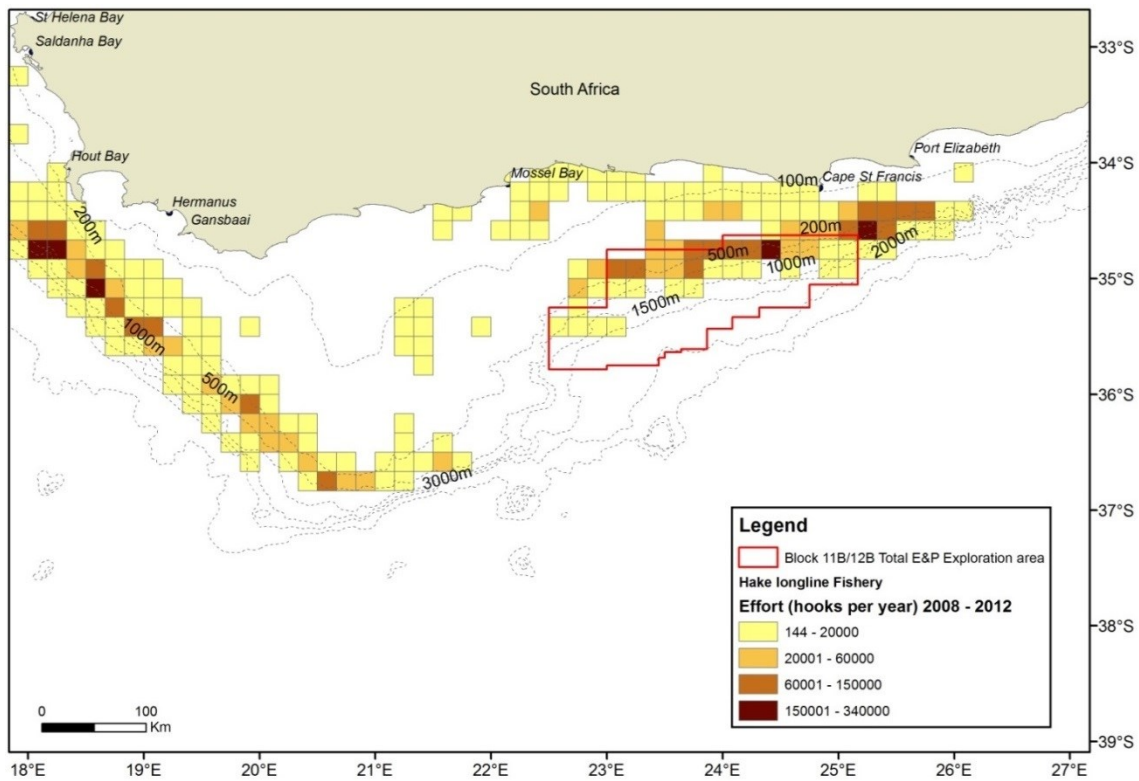 St Helena Bay
Saldanha Bay
33°S
South Africa
Port Elizabeth
Hout Bay
34°S
Mossel Bay
100m
Cape St Francis
Hermanus
Gansbaai
200m
200m
500m
2000m
1000m
35°S
1500m
1000m
500m
36°S
3000m
37°S
Legend
Block 11B/12B Total E&P Exploration area
Hake longline Fishery
Effort (hooks per year) 2008 - 2012
144 - 20000
38°S
20001 - 60000
60001 - 150000
150001 - 340000
0 100
Km
39°S
18°E 19°E 20°E 21°E 22°E 23°E 24°E 25°E 26°E 27°E